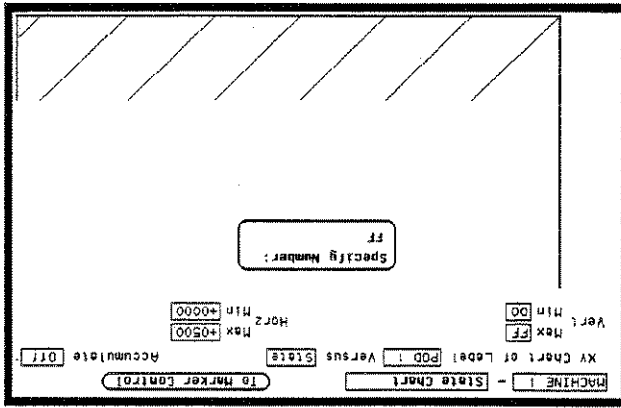 MACHINE 1 - State Chart To Marker Control
XY Chart of Label POD 1 Versus State Accumulate Off
Vert Max FF Horz Max +0500
Min 00 Min +0000
Specify Number:
FF